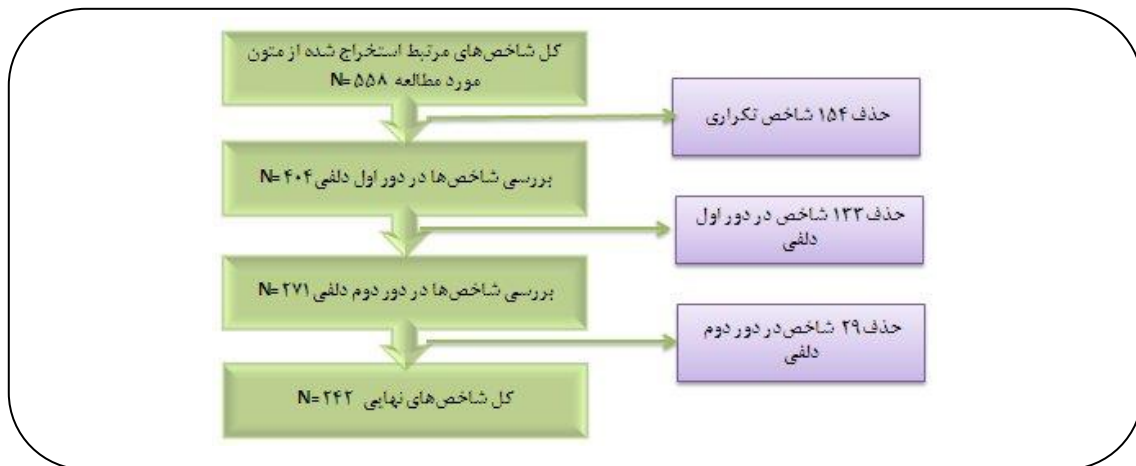 کل شاخص‌های مرتبط استخراج شده از متون
مورد مطالعه N=۵۵۸
حذف ۱۵۴ شاخص تکراری
بررسی شاخص‌ها در دور اول دلفی N=۴۰۴
حذف ۱۳۳ شاخص در دور اول
دلفی
بررسی شاخص‌ها در دور دوم دلفی N=۲۷۱
حذف ۲۹ شاخص در دور دوم
دلفی
کل شاخص‌های نهایی N=۲۴۲